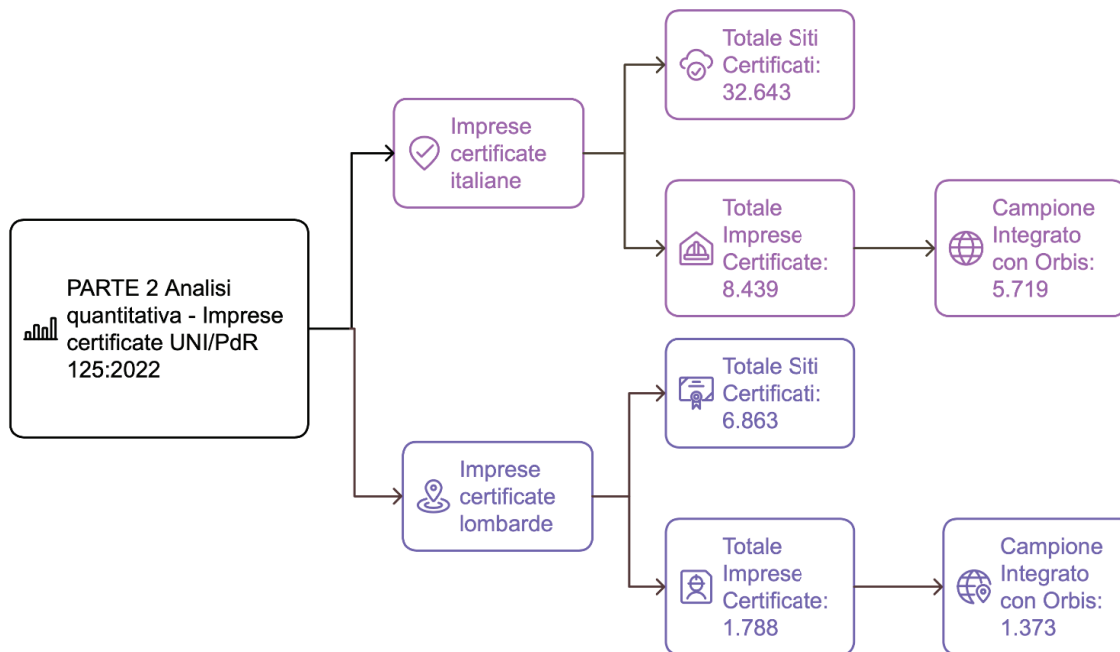 PARTE 2 Analisi
quantitativa - Imprese
certificate UNI/PdR
125:2022
Imprese
certificate
italiane
Totale Siti
Certificati:
32.643
Totale
Imprese
Certificate:
8.439
Campione
Integrato
con Orbis:
5.719
Imprese
certificate
lombarde
Totale Siti
Certificati:
6.863
Totale
Imprese
Certificate:
1.788
Campione
Integrato
con Orbis:
1.373